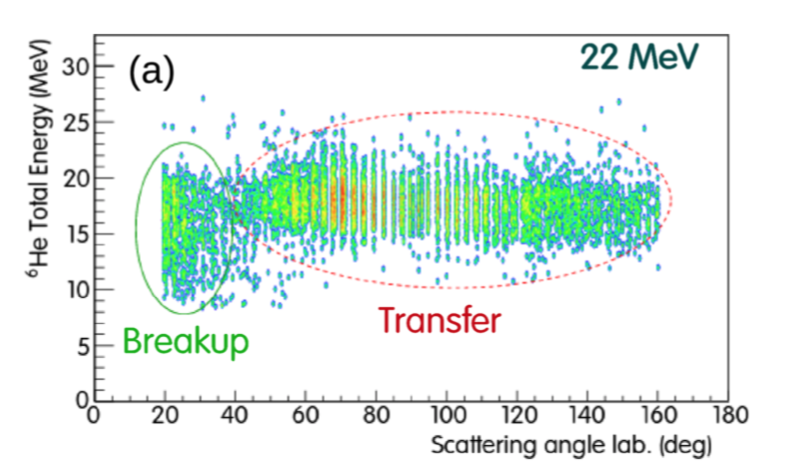 (a)
22 MeV
⁶He Total Energy (MeV)
30
25
20
15
10
5
0
Breakup
Transfer
0 20 40 60 80 100 120 140 160 180
Scattering angle lab. (deg)